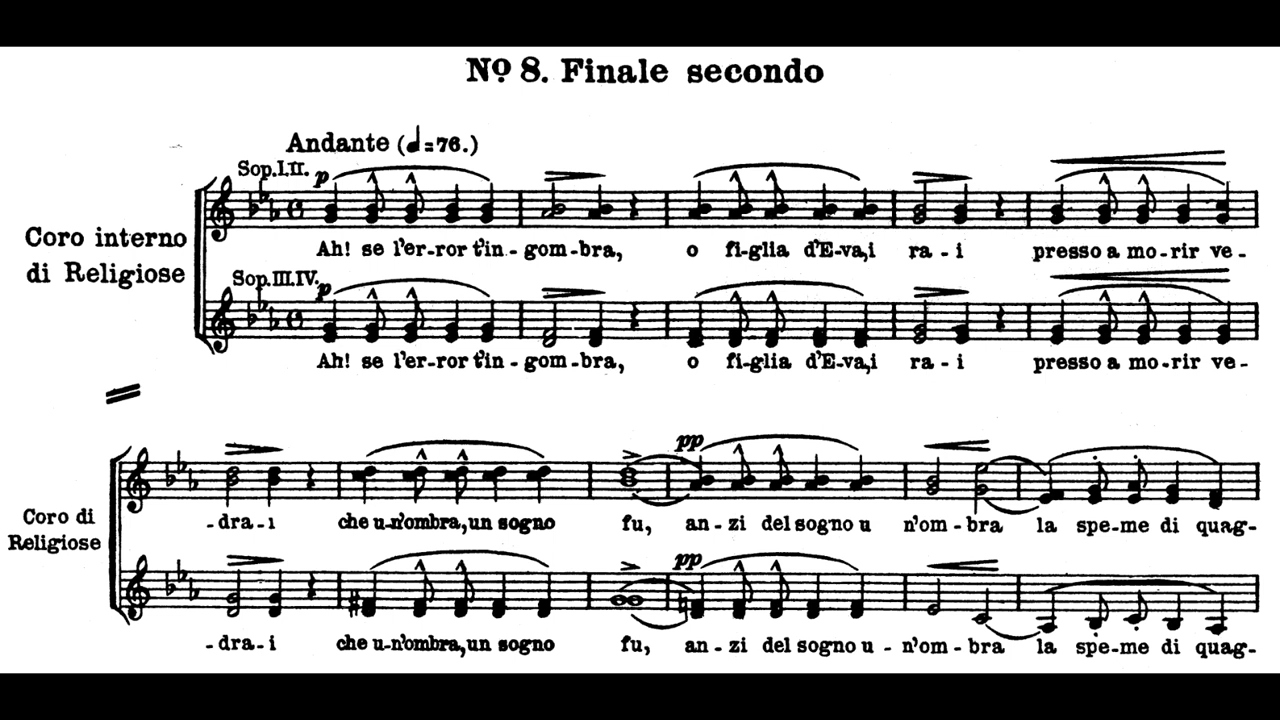 Nº 8. Finale secondo
Andante (𝅗𝅥=76.)
Sop.I.II.
p
Coro interno
di Religiose
Ah! se l'er-ror t'in-gom-bra, o fi-glia d'E-va,i ra-i presso a mo-rir ve-
Sop.III.IV.
p
Ah! se l'er-ror t'in-gom-bra, o fi-glia d'E-va,i ra-i presso a mo-rir ve-
pp
Coro di
Religiose
-dra-i che u-n'ombra,un sogno fu, an-zi del sogno u n'om-bra la spe-me di quag-
pp
-dra-i che u-n'ombra,un sogno fu, an-zi del sogno u-n'om-bra la spe-me di quag-